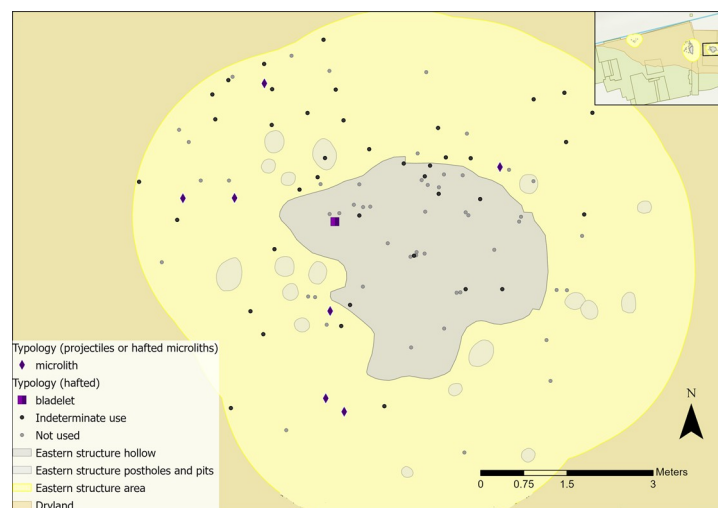 Typology (projectiles or hafted microliths)
microlith
Typology (hafted)
bladelet
Indeterminate use
Not used
Eastern structure hollow
Eastern structure postholes and pits
Eastern structure area
Dryland
N
Meters
0 0.75 1.5 3